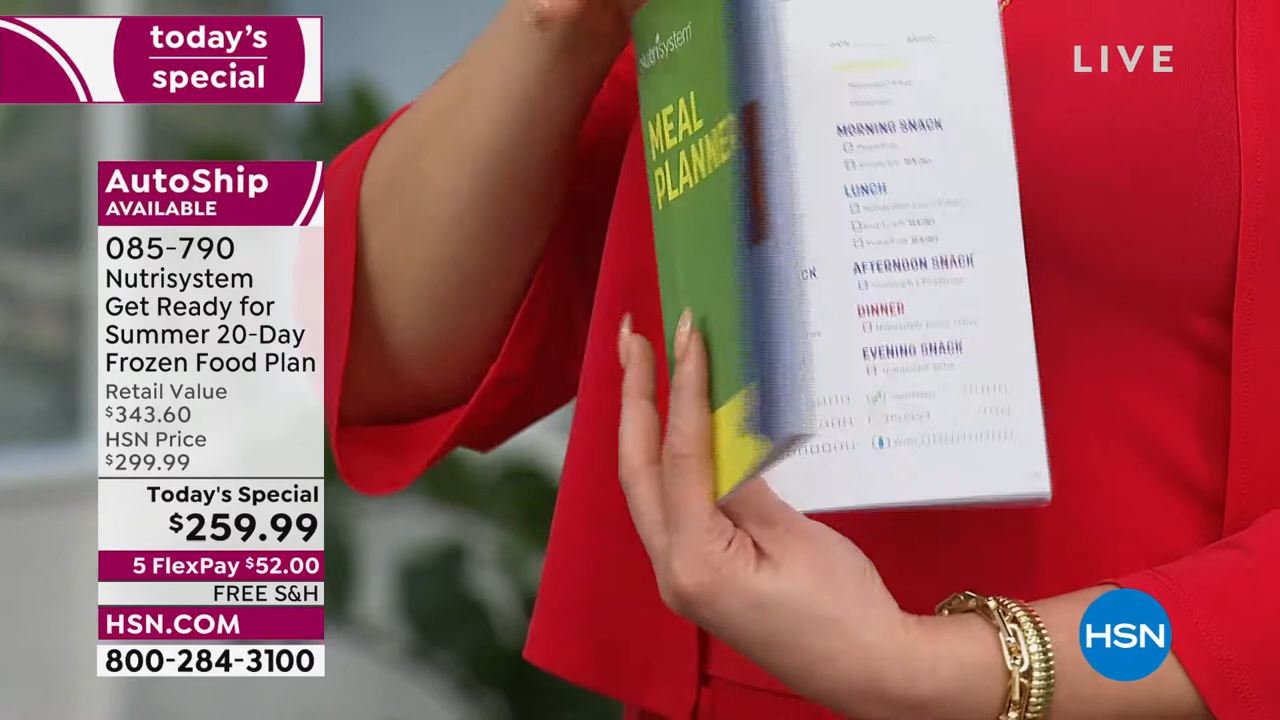 today's
special
LIVE
AutoShip
AVAILABLE
085-790
Nutrisystem
Get Ready for
Summer 20-Day
Frozen Food Plan
Retail Value
$343.60
HSN Price
$299.99
Today's Special
$259.99
5 FlexPay $52.00
FREE S&H
HSN.COM
800-284-3100
Nutrisystem
MEAL
PLANNER
MORNING SNACK
LUNCH
AFTERNOON SNACK
DINNER
EVENING SNACK
HSN